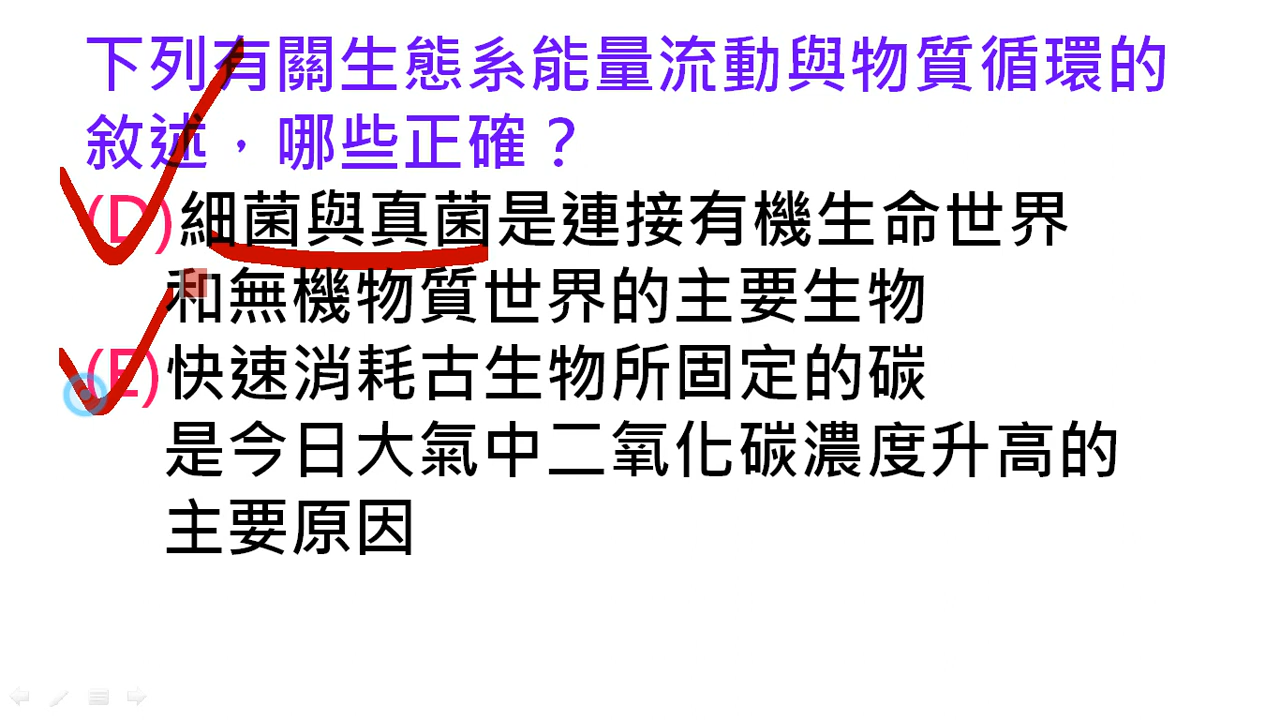 下列有關生態系能量流動與物質循環的
敘述，哪些正確？
(D)細菌與真菌是連接有機生命世界
和無機物質世界的主要生物
(E)快速消耗古生物所固定的碳
是今日大氣中二氧化碳濃度升高的
主要原因